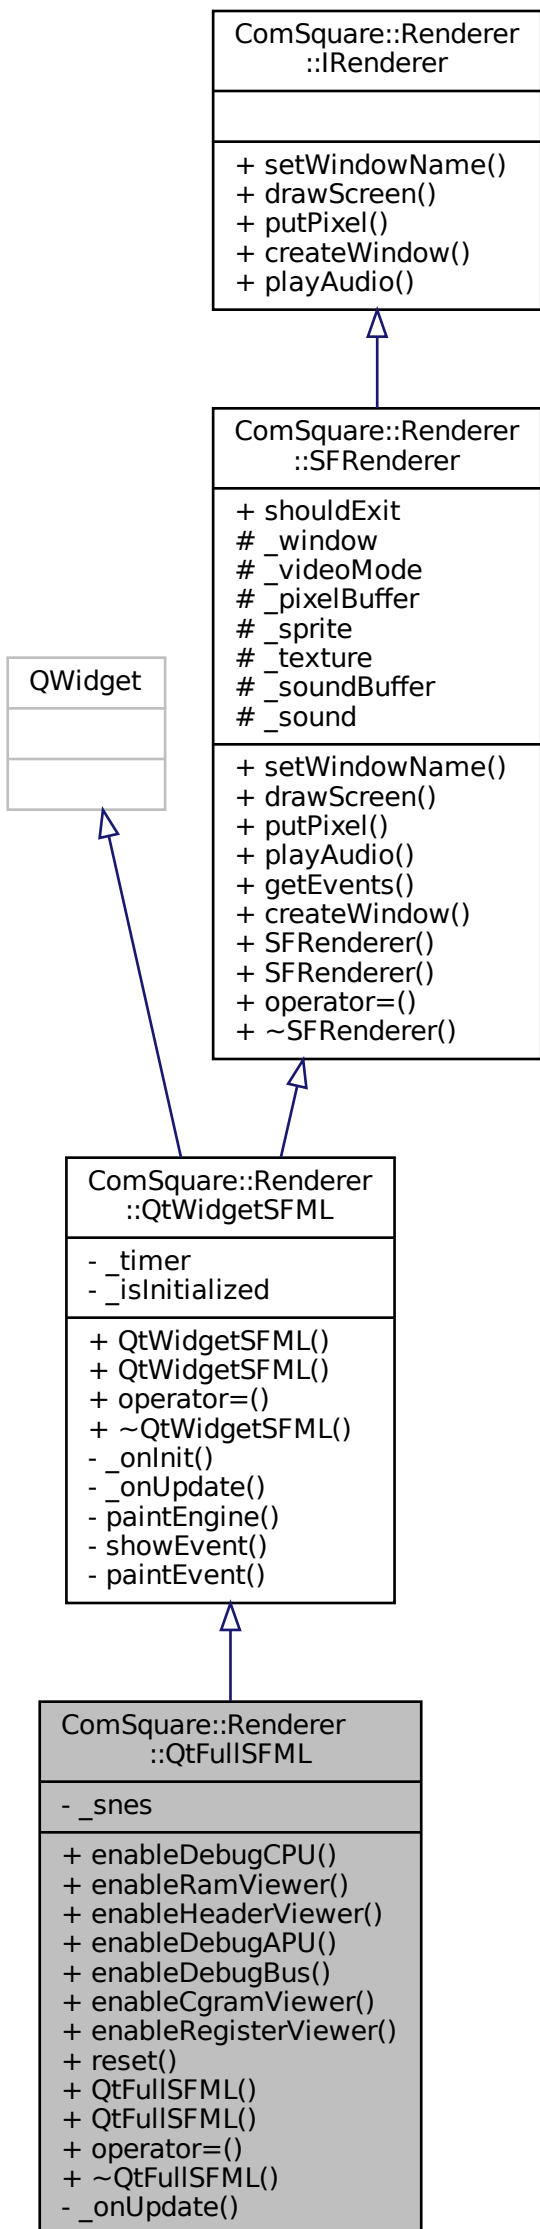 ComSquare::Renderer
::IRenderer
+ setWindowName()
+ drawScreen()
+ putPixel()
+ createWindow()
+ playAudio()
ComSquare::Renderer
::SFRenderer
+ shouldExit
# _window
# _videoMode
# _pixelBuffer
# _sprite
# _texture
# _soundBuffer
# _sound
+ setWindowName()
+ drawScreen()
+ putPixel()
+ playAudio()
+ getEvents()
+ createWindow()
+ SFRenderer()
+ SFRenderer()
+ operator=()
+ ~SFRenderer()
QWidget
ComSquare::Renderer
::QtWidgetSFML
- _timer
- _isInitialized
+ QtWidgetSFML()
+ QtWidgetSFML()
+ operator=()
+ ~QtWidgetSFML()
- _onInit()
- _onUpdate()
- paintEngine()
- showEvent()
- paintEvent()
ComSquare::Renderer
::QtFullSFML
- _snes
+ enableDebugCPU()
+ enableRamViewer()
+ enableHeaderViewer()
+ enableDebugAPU()
+ enableDebugBus()
+ enableCgramViewer()
+ enableRegisterViewer()
+ reset()
+ QtFullSFML()
+ QtFullSFML()
+ operator=()
+ ~QtFullSFML()
- _onUpdate()